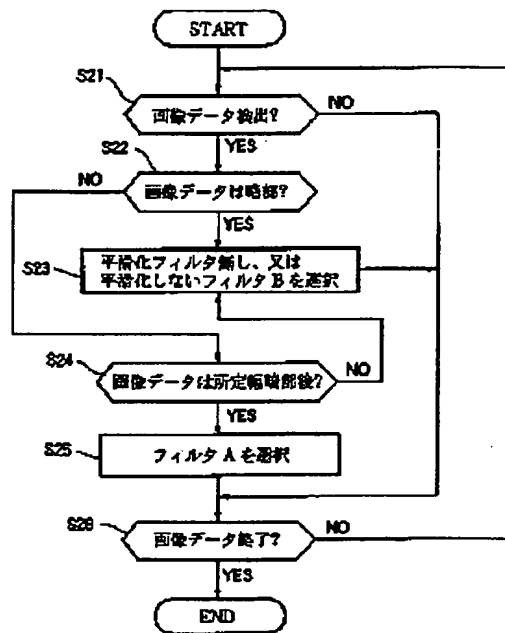 START
S21
画像データ検出?
NO
YES
S22
NO
画像データは暗部?
YES
S23
平滑化フィルタ無し、又は
平滑化しないフィルタ B を選択
S24
画像データは所定幅暗部後?
NO
YES
S25
フィルタ A を選択
S26
画像データ終了?
NO
YES
END